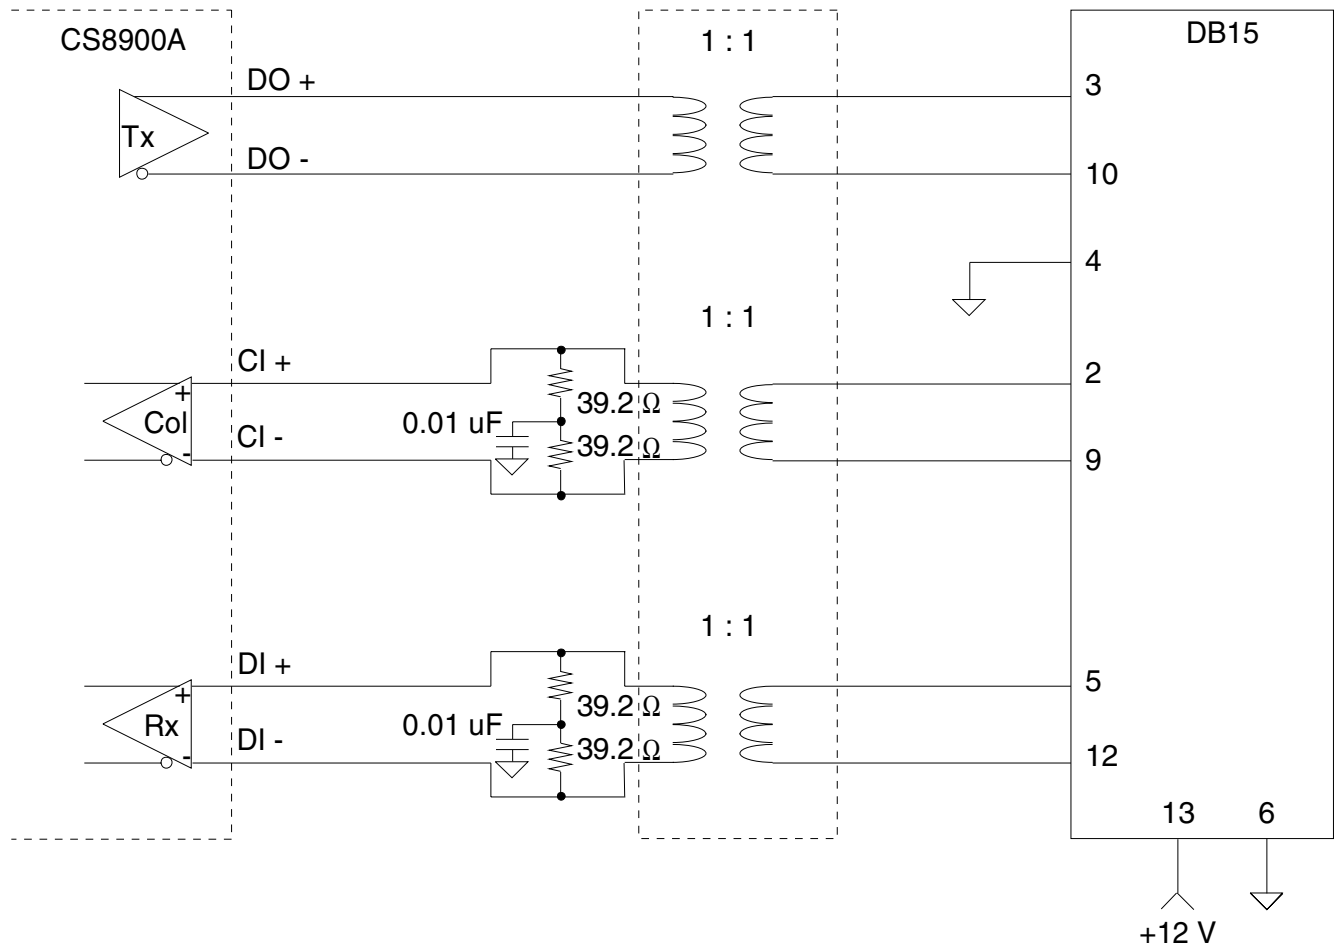 CS8900A
1 : 1
DB15
DO +
3
Tx
DO -
10
4
1 : 1
CI +
2
+
39.2 Ω
Col
0.01 uF
CI -
39.2 Ω
-
9
1 : 1
DI +
5
+
39.2 Ω
Rx
0.01 uF
DI -
39.2 Ω
-
12
13
6
+12 V